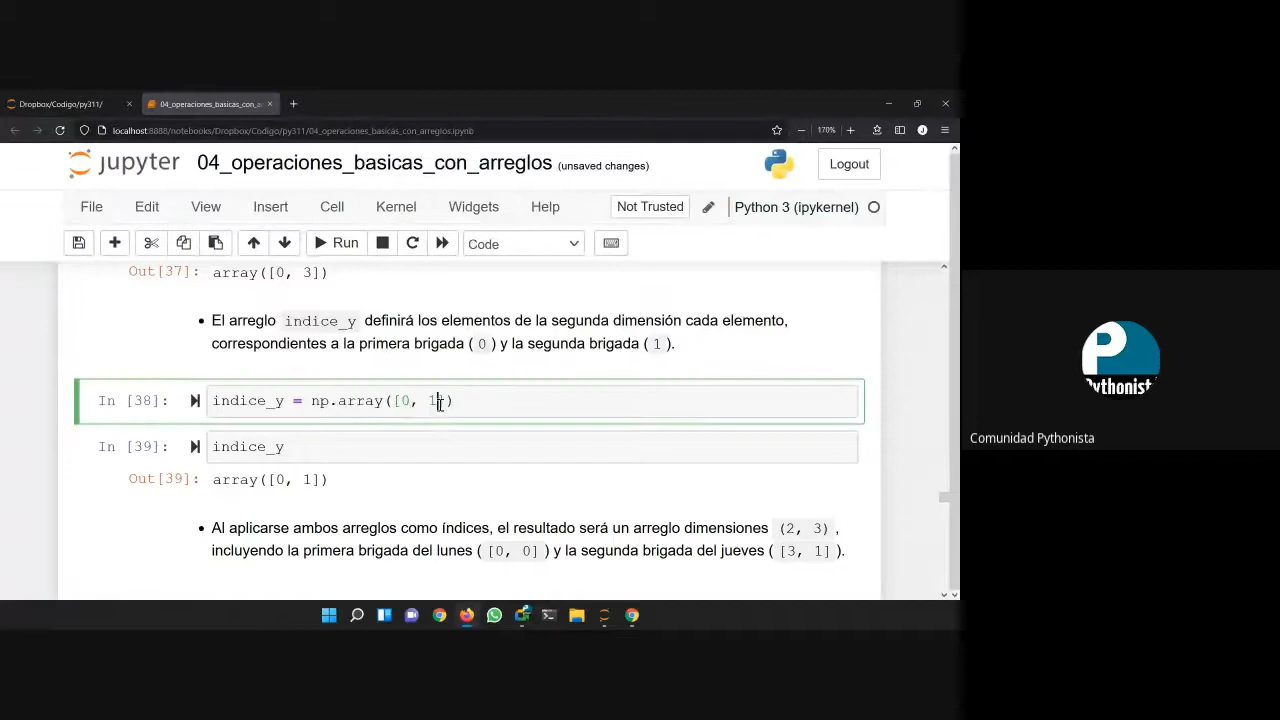 Dropbox/Codigo/py311/
04_operaciones_basicas_con_a
localhost:8888/notebooks/Dropbox/Codigo/py311/04_operaciones_basicas_con_arreglos.ipynb
170%
J
jupyter
04_operaciones_basicas_con_arreglos (unsaved changes)
Logout
File Edit View Insert Cell Kernel Widgets Help
Not Trusted
Python 3 (ipykernel)
Run
Code
Out[37]: array([0, 3])
• El arreglo indice_y definirá los elementos de la segunda dimensión cada elemento,
correspondientes a la primera brigada ( 0 ) y la segunda brigada ( 1 ).
In [38]: indice_y = np.array([0, 1])
In [39]: indice_y
Out[39]: array([0, 1])
• Al aplicarse ambos arreglos como índices, el resultado será un arreglo dimensiones (2, 3) ,
incluyendo la primera brigada del lunes ( [0, 0] ) y la segunda brigada del jueves ( [3, 1] ).
Pythonist
Comunidad Pythonista